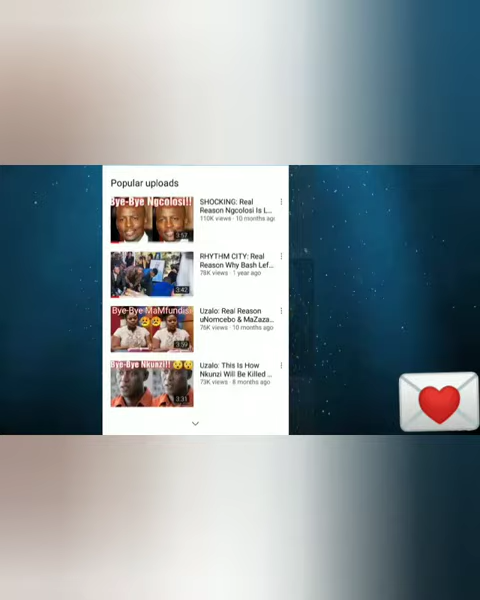 Popular uploads
Bye-Bye Ngcolosi!!
3:53
SHOCKING: Real
Reason Ngcolosi Is L...
110K views · 10 months ago
3:42
RHYTHM CITY: Real
Reason Why Bash Lef...
78K views · 1 year ago
Bye-Bye MaMfundisi
3:59
Uzalo: Real Reason
uNomcebo & MaZaza...
76K views · 10 months ago
Bye-Bye Nkunzi!!
3:31
Uzalo: This Is How
Nkunzi Will Be Killed ...
73K views · 8 months ago